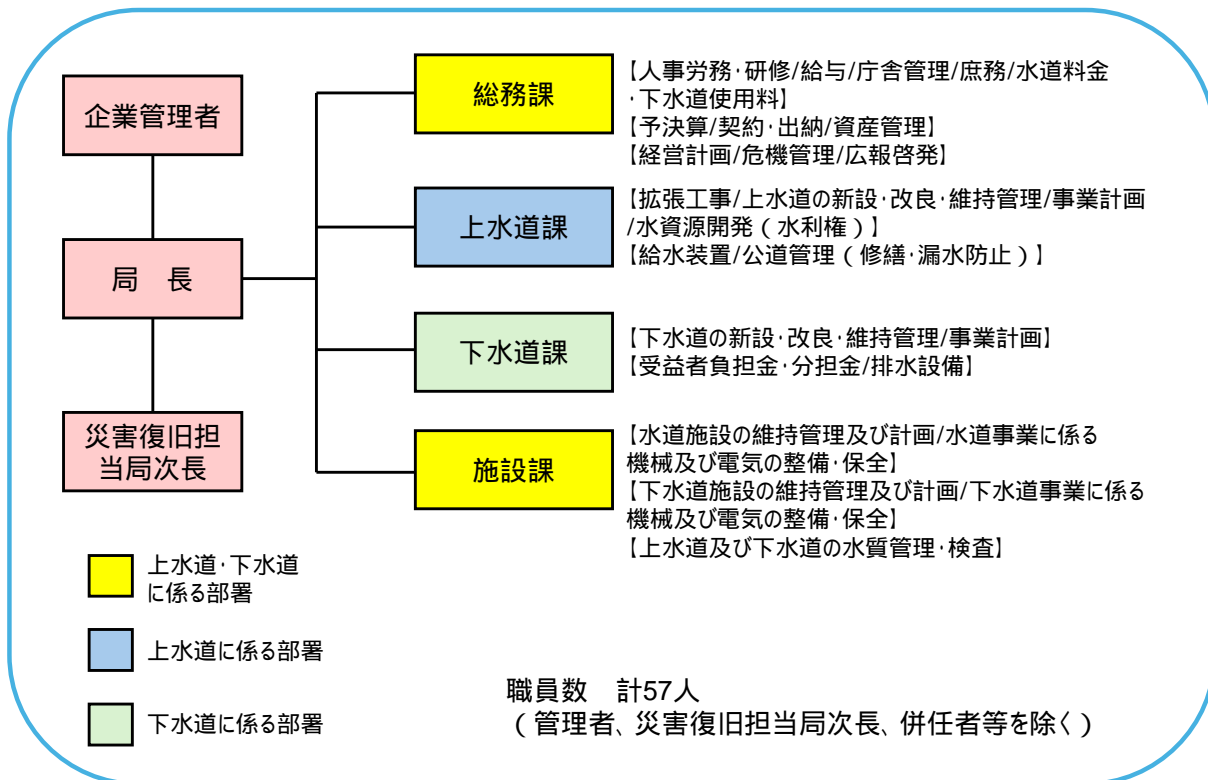 企業管理者
局　長
災害復旧担
当局次長
総務課
【人事労務・研修/給与/庁舎管理/庶務/水道料金
・下水道使用料】
【予決算/契約・出納/資産管理】
【経営計画/危機管理/広報啓発】
上水道課
【拡張工事/上水道の新設・改良・維持管理/事業計画
/水資源開発（水利権）】
【給水装置/公道管理（修繕・漏水防止）】
下水道課
【下水道の新設・改良・維持管理/事業計画】
【受益者負担金・分担金/排水設備】
施設課
【水道施設の維持管理及び計画/水道事業に係る
機械及び電気の整備・保全】
【下水道施設の維持管理及び計画/下水道事業に係る
機械及び電気の整備・保全】
【上水道及び下水道の水質管理・検査】
上水道・下水道
に係る部署
上水道に係る部署
下水道に係る部署
職員数　計57人
（管理者、災害復旧担当局次長、併任者等を除く）